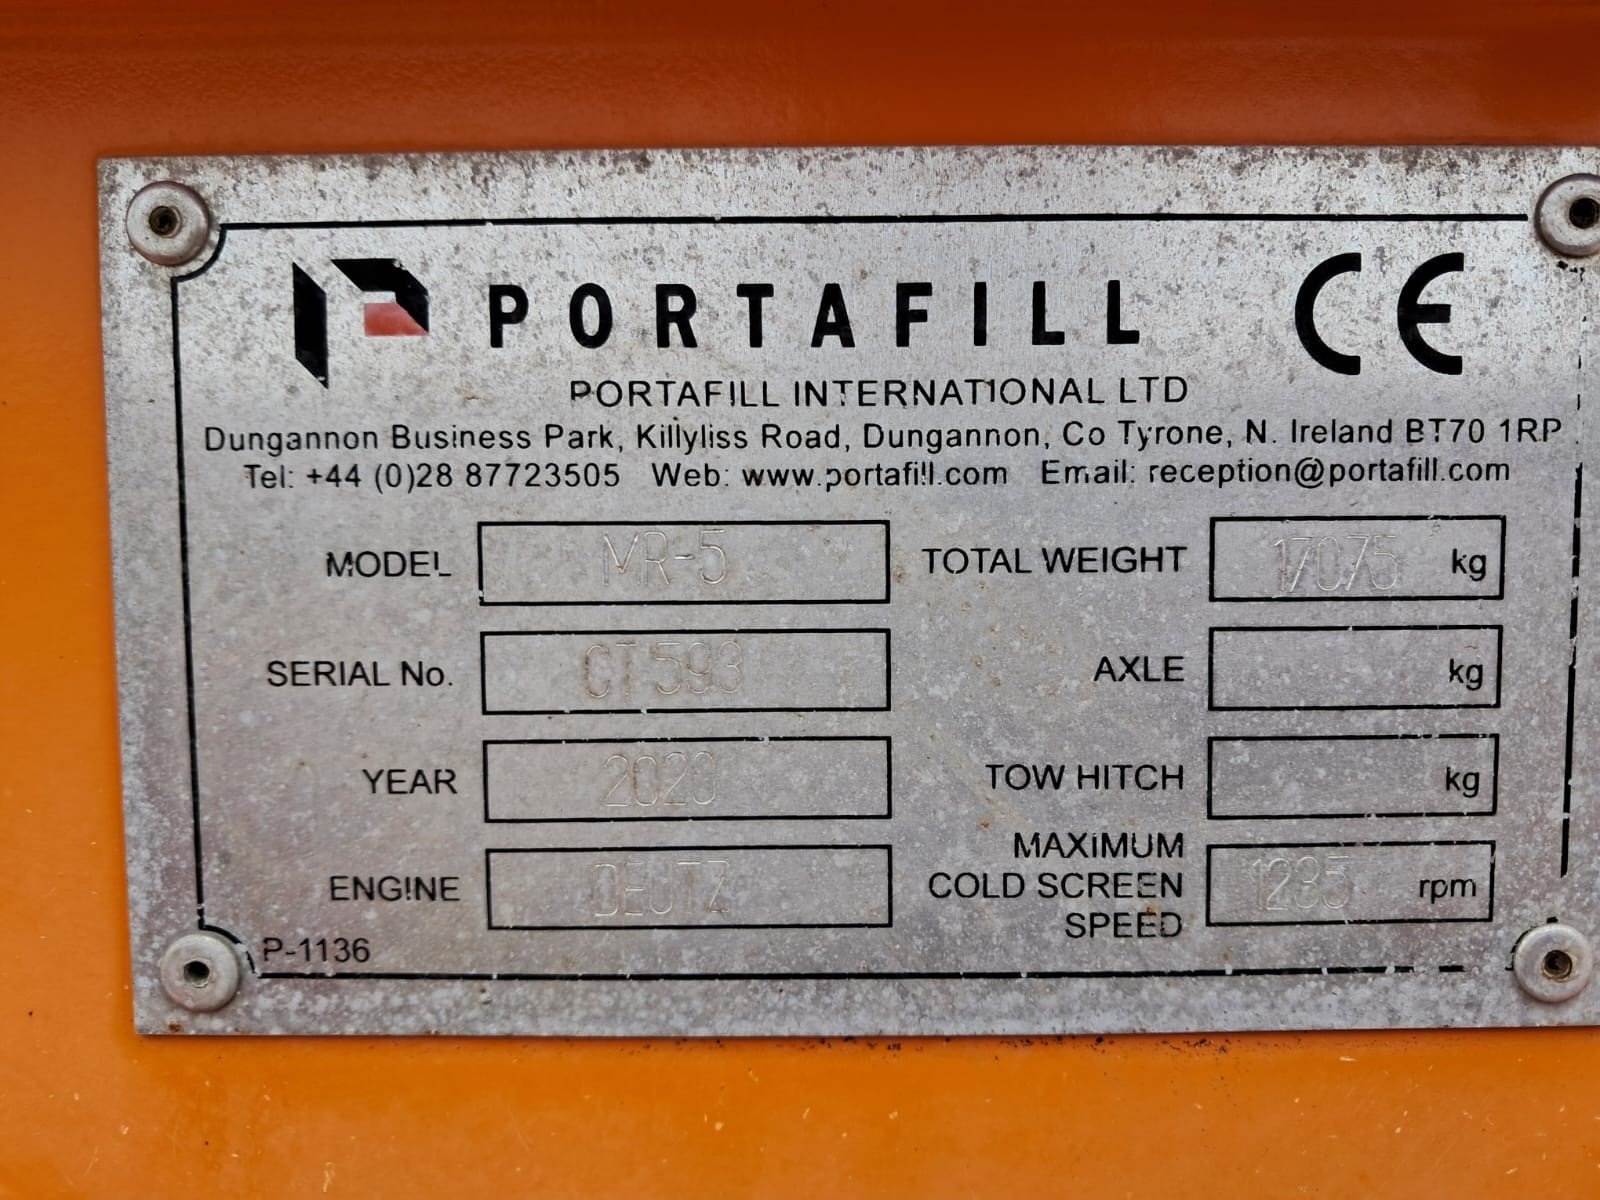 PORTAFILL CE
PORTAFILL INTERNATIONAL LTD
Dungannon Business Park, Killyliss Road, Dungannon, Co Tyrone, N. Ireland BT70 1RP
Tel: +44 (0)28 87723505 Web: www.portafill.com Email: reception@portafill.com
MODEL MR-5 TOTAL WEIGHT 17075 kg
SERIAL No. CT593 AXLE kg
YEAR 2020 TOW HITCH kg
MAXIMUM
ENGINE DEUTZ COLD SCREEN 1235 rpm
SPEED
P-1136